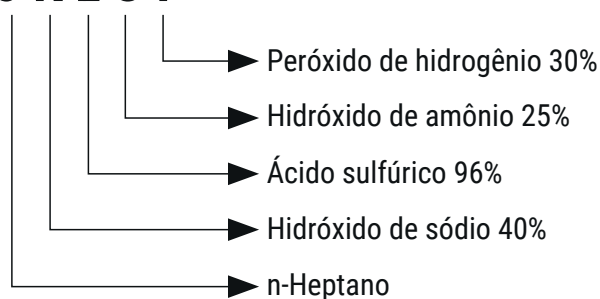 Peróxido de hidrogênio 30%
Hidróxido de amônio 25%
Ácido sulfúrico 96%
Hidróxido de sódio 40%
n-Heptano